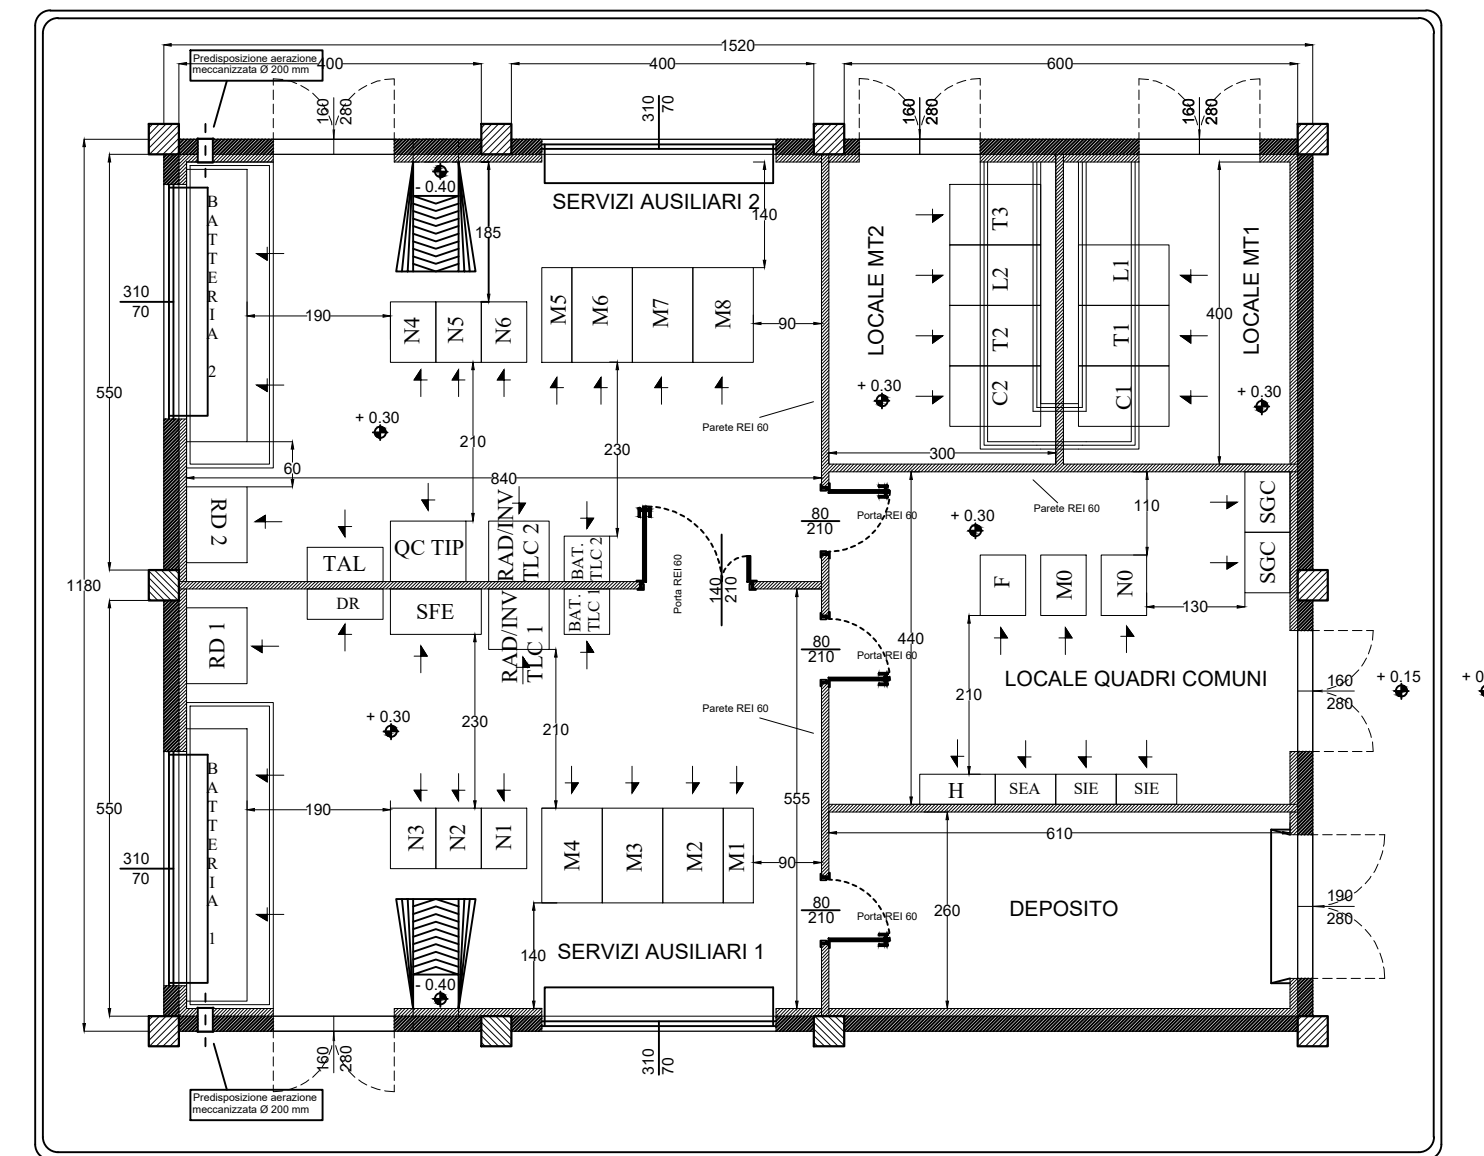 1520
Predisposizione aerazione
meccanizzata Ø 200 mm
400
400
600
160
280
310
70
160
280
160
280
- 0.40
SERVIZI AUSILIARI 2
140
185
BATTERIA 2
310
70
190
N4
N5
N6
M5
M6
M7
M8
90
LOCALE MT2
T3
L2
T2
C2
L1
T1
C1
LOCALE MT1
400
+ 0.30
+ 0.30
+ 0.30
550
Parete REI 60
210
230
300
60
840
RD 2
TAL
QC TIP
RAD/INV
TLC 2
BAT.
TLC 2
80
210
Porta REI 60
+ 0.30
Parete REI 60
110
SGC
SGC
1180
DR
SFE
RAD/INV
TLC 1
BAT.
TLC 1
Porta REI 60
140
210
F
M0
N0
130
RD 1
80
210
Porta REI 60
440
LOCALE QUADRI COMUNI
160
280
+ 0.15
+ 0
210
Parete REI 60
+ 0.30
230
210
H
SEA
SIE
SIE
550
BATTERIA 1
190
555
610
310
70
N3
N2
N1
M4
M3
M2
M1
90
80
210
Porta REI 60
260
DEPOSITO
190
280
140
SERVIZI AUSILIARI 1
- 0.40
160
280
310
70
Predisposizione aerazione
meccanizzata Ø 200 mm